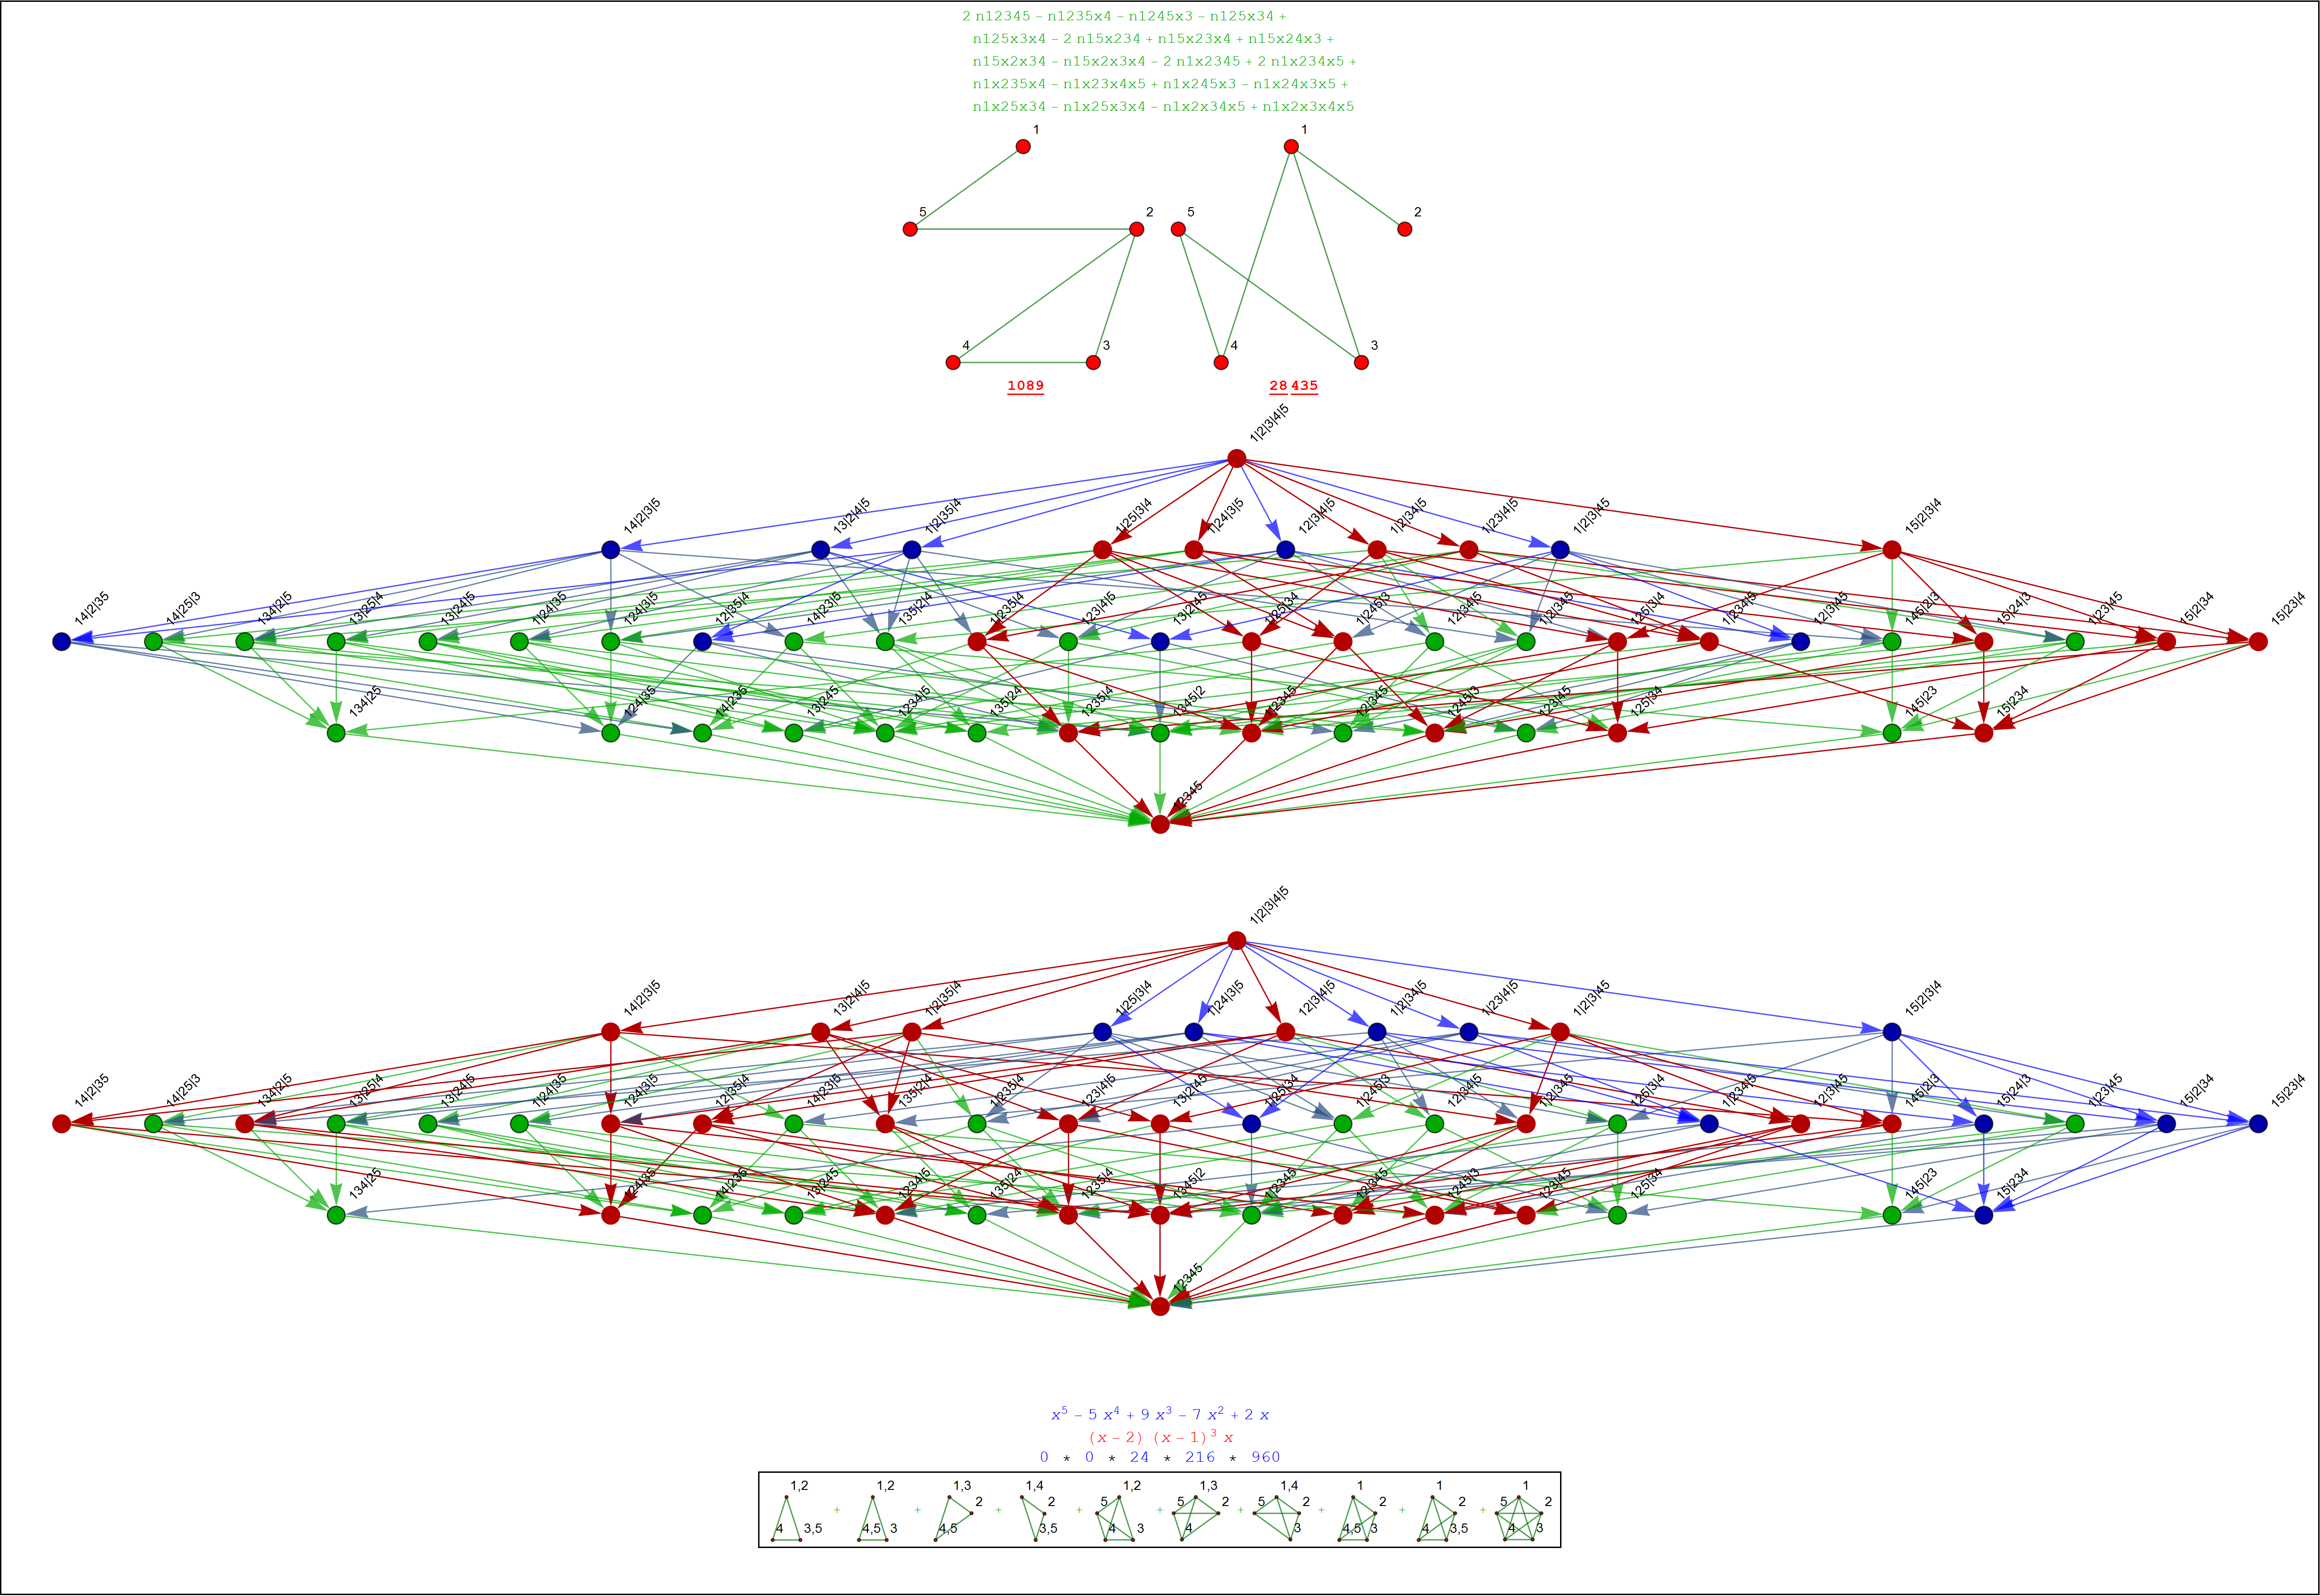 2 n12345 – n1235x4 – n1245x3 – n125x34 +
n125x3x4 – 2 n15x234 + n15x23x4 + n15x24x3 +
n15x2x34 – n15x2x3x4 – 2 n1x2345 + 2 n1x234x5 +
n1x235x4 – n1x23x4x5 + n1x245x3 – n1x24x3x5 +
n1x25x34 – n1x25x3x4 – n1x2x34x5 + n1x2x3x4x5
1 1
5 2 5 2
4 3 4 3
1089 28 435
1|2|3|4|5
14|2|3|5 13|2|4|5 1|2|35|4 1|25|3|4 1|24|3|5 12|3|4|5 1|2|34|5 1|23|4|5 1|2|3|45 15|2|3|4
14|2|35 14|25|3 134|2|5 13|25|4 13|24|5 1|24|35 124|3|5 12|35|4 14|23|5 135|2|4 1|235|4 123|4|5 13|2|45 1|25|34 1|245|3 12|34|5 1|2|345 125|3|4 1|234|5 12|3|45 145|2|3 15|24|3 1|23|45 15|2|34 15|23|4
134|25 124|35 14|235 13|245 1234|5 135|24 1235|4 1345|2 1|2345 12|345 1245|3 123|45 125|34 145|23 15|234
12345
1|2|3|4|5
14|2|3|5 13|2|4|5 1|2|35|4 1|25|3|4 1|24|3|5 12|3|4|5 1|2|34|5 1|23|4|5 1|2|3|45 15|2|3|4
14|2|35 14|25|3 134|2|5 13|25|4 13|24|5 1|24|35 124|3|5 12|35|4 14|23|5 135|2|4 1|235|4 123|4|5 13|2|45 1|25|34 1|245|3 12|34|5 1|2|345 125|3|4 1|234|5 12|3|45 145|2|3 15|24|3 1|23|45 15|2|34 15|23|4
134|25 124|35 14|235 13|245 1234|5 135|24 1235|4 1345|2 1|2345 12|345 1245|3 123|45 125|34 145|23 15|234
12345
x⁵ – 5 x⁴ + 9 x³ – 7 x² + 2 x
(x – 2) (x – 1)³ x
0 * 0 * 24 * 216 * 960
1,2 1,2 1,3 1,4 1,2 1,3 1,4 1 1 1
2 2 5 5 2 5 2 2 2 5 2
+ + + + + + + + +
4 3,5 4,5 3 4,5 3,5 4 3 4 3 4,5 3 4 3,5 4 3